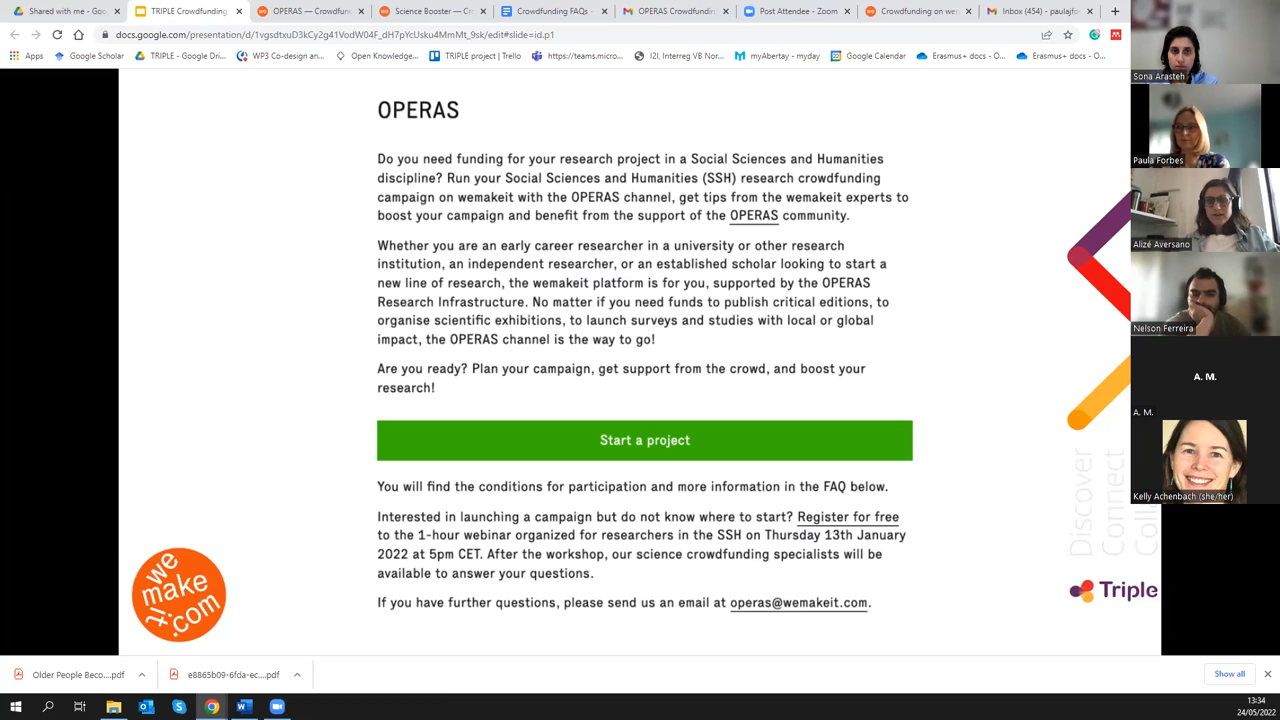 Shared with me - Goo
TRIPLE Crowdfunding
OPERAS — Crowdfun
Science Booster — Cro
Crowdfunding FAQs -
OPERAS Crowdfundin
Post Attendee - Zoom
Crowdfunding on wem
Inbox (454) - paulajfo
docs.google.com/presentation/d/1vgsdtxuD3kCy2g41VodW04F_dH7pYcUsku4MmMt_9sk/edit#slide=id.p1
Apps
Google Scholar
TRIPLE - Google Dri...
WP3 Co-design an...
Open Knowledge...
TRIPLE project | Trello
https://teams.micro...
I2I, Interreg VB Nor...
myAbertay - myday
Google Calendar
Erasmus+ docs - O...
Erasmus+ docs - O...
OPERAS
Do you need funding for your research project in a Social Sciences and Humanities
discipline? Run your Social Sciences and Humanities (SSH) research crowdfunding
campaign on wemakeit with the OPERAS channel, get tips from the wemakeit experts to
boost your campaign and benefit from the support of the OPERAS community.
Whether you are an early career researcher in a university or other research
institution, an independent researcher, or an established scholar looking to start a
new line of research, the wemakeit platform is for you, supported by the OPERAS
Research Infrastructure. No matter if you need funds to publish critical editions, to
organise scientific exhibitions, to launch surveys and studies with local or global
impact, the OPERAS channel is the way to go!
Are you ready? Plan your campaign, get support from the crowd, and boost your
research!
Start a project
You will find the conditions for participation and more information in the FAQ below.
Interested in launching a campaign but do not know where to start? Register for free
to the 1-hour webinar organized for researchers in the SSH on Thursday 13th January
2022 at 5pm CET. After the workshop, our science crowdfunding specialists will be
available to answer your questions.
If you have further questions, please send us an email at operas@wemakeit.com.
we
make
it
.com
Discover
Connect
Colla
Triple
Sona Arasteh
Paula Forbes
Alizé Aversano
Nelson Ferreira
A. M.
A. M.
Kelly Achenbach (she/her)
Older People Beco....pdf
e8865b09-6fda-ec....pdf
Show all
13:34
24/05/2022